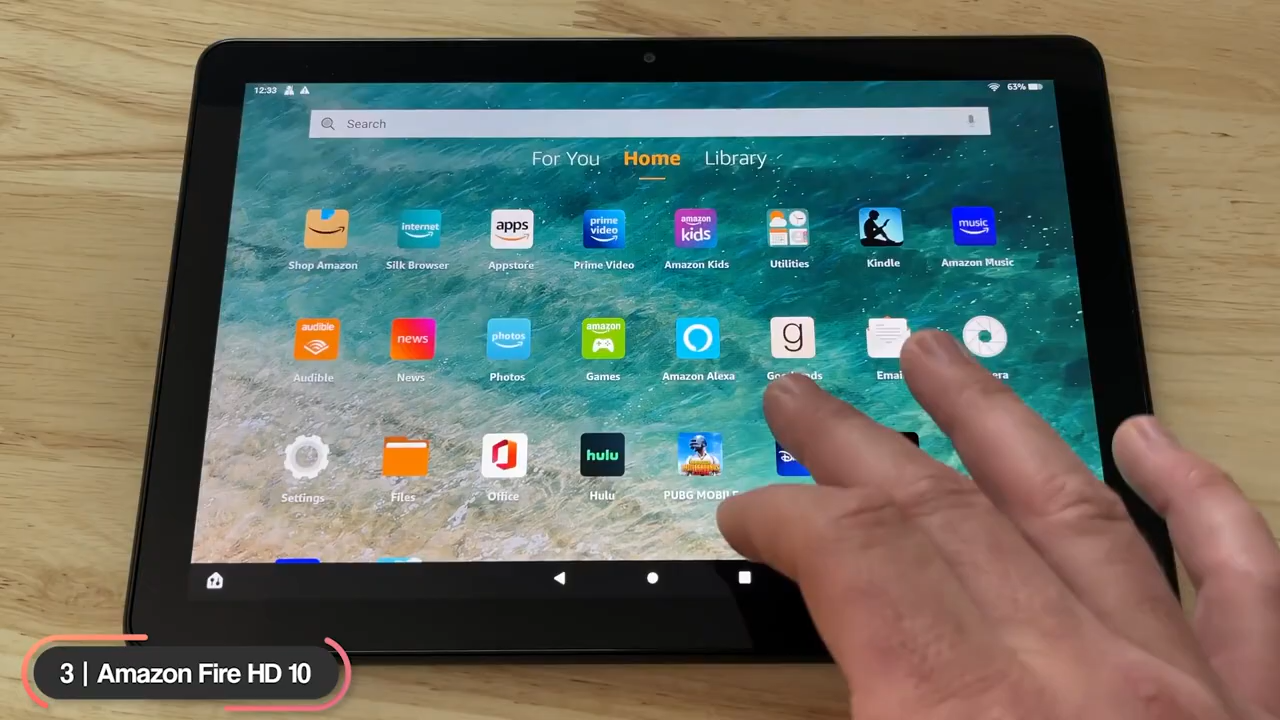 12:33
63%
Search
For You Home Library
apps
internet
prime video
amazon kids
music
Shop Amazon Silk Browser Appstore Prime Video Amazon Kids Utilities Kindle Amazon Music
audible
news
photos
amazon
g
Audible News Photos Games Amazon Alexa
hulu
Settings Files Office Hulu PUBG MOBILE
3 | Amazon Fire HD 10